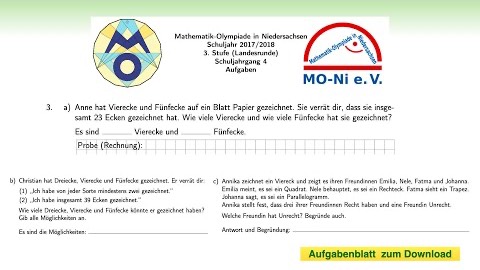 Mathematik-Olympiade in Niedersachsen
Schuljahr 2017/2018
3. Stufe (Landesrunde)
Schuljahrgang 4
Aufgaben
MO
Mathematik-Olympiade in Niedersachsen
MO-Ni e.V.
3. a) Anne hat Vierecke und Fünfecke auf ein Blatt Papier gezeichnet. Sie verrät dir, dass sie insge-
samt 23 Ecken gezeichnet hat. Wie viele Vierecke und wie viele Fünfecke hat sie gezeichnet?
Es sind Vierecke und Fünfecke.
Probe (Rechnung):
b) Christian hat Dreiecke, Vierecke und Fünfecke gezeichnet. Er verrät dir:
(1) „Ich habe von jeder Sorte mindestens zwei gezeichnet."
(2) „Ich habe insgesamt 39 Ecken gezeichnet."
Wie viele Dreiecke, Vierecke und Fünfecke könnte er gezeichnet haben?
Gib alle Möglichkeiten an.
Es sind die Möglichkeiten:
c) Annika zeichnet ein Viereck und zeigt es ihren Freundinnen Emilia, Nele, Fatma und Johanna.
Emilia meint, es sei ein Quadrat. Nele behauptet, es sei ein Rechteck. Fatma sieht ein Trapez.
Johanna sagt, es sei ein Parallelogramm.
Annika stellt fest, dass drei ihrer Freundinnen Recht haben und eine Freundin Unrecht.
Welche Freundin hat Unrecht? Begründe auch.
Antwort und Begründung:
Aufgabenblatt zum Download